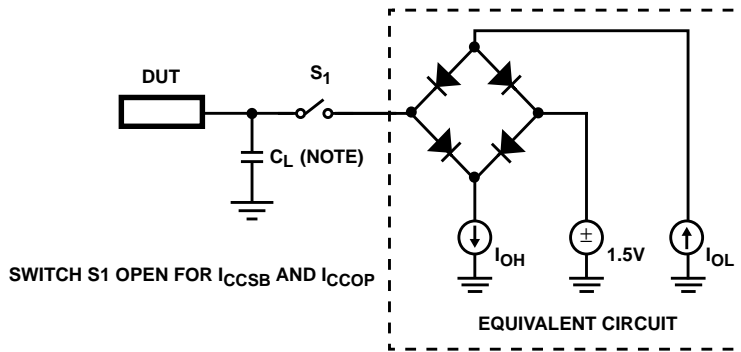 DUT
S1
CL (NOTE)
IOH
±
1.5V
IOL
SWITCH S1 OPEN FOR ICCSB AND ICCOP
EQUIVALENT CIRCUIT